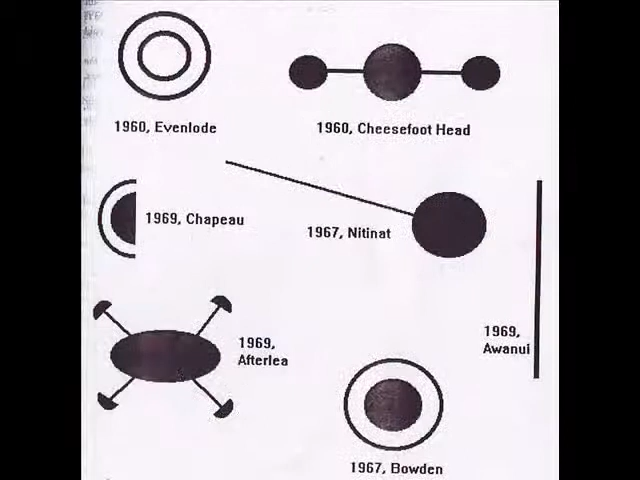 1960, Evenlode
1960, Cheesefoot Head
1969, Chapeau
1967, Nitinat
1969,
Afterlea
1969,
Awanui
1967, Bowden